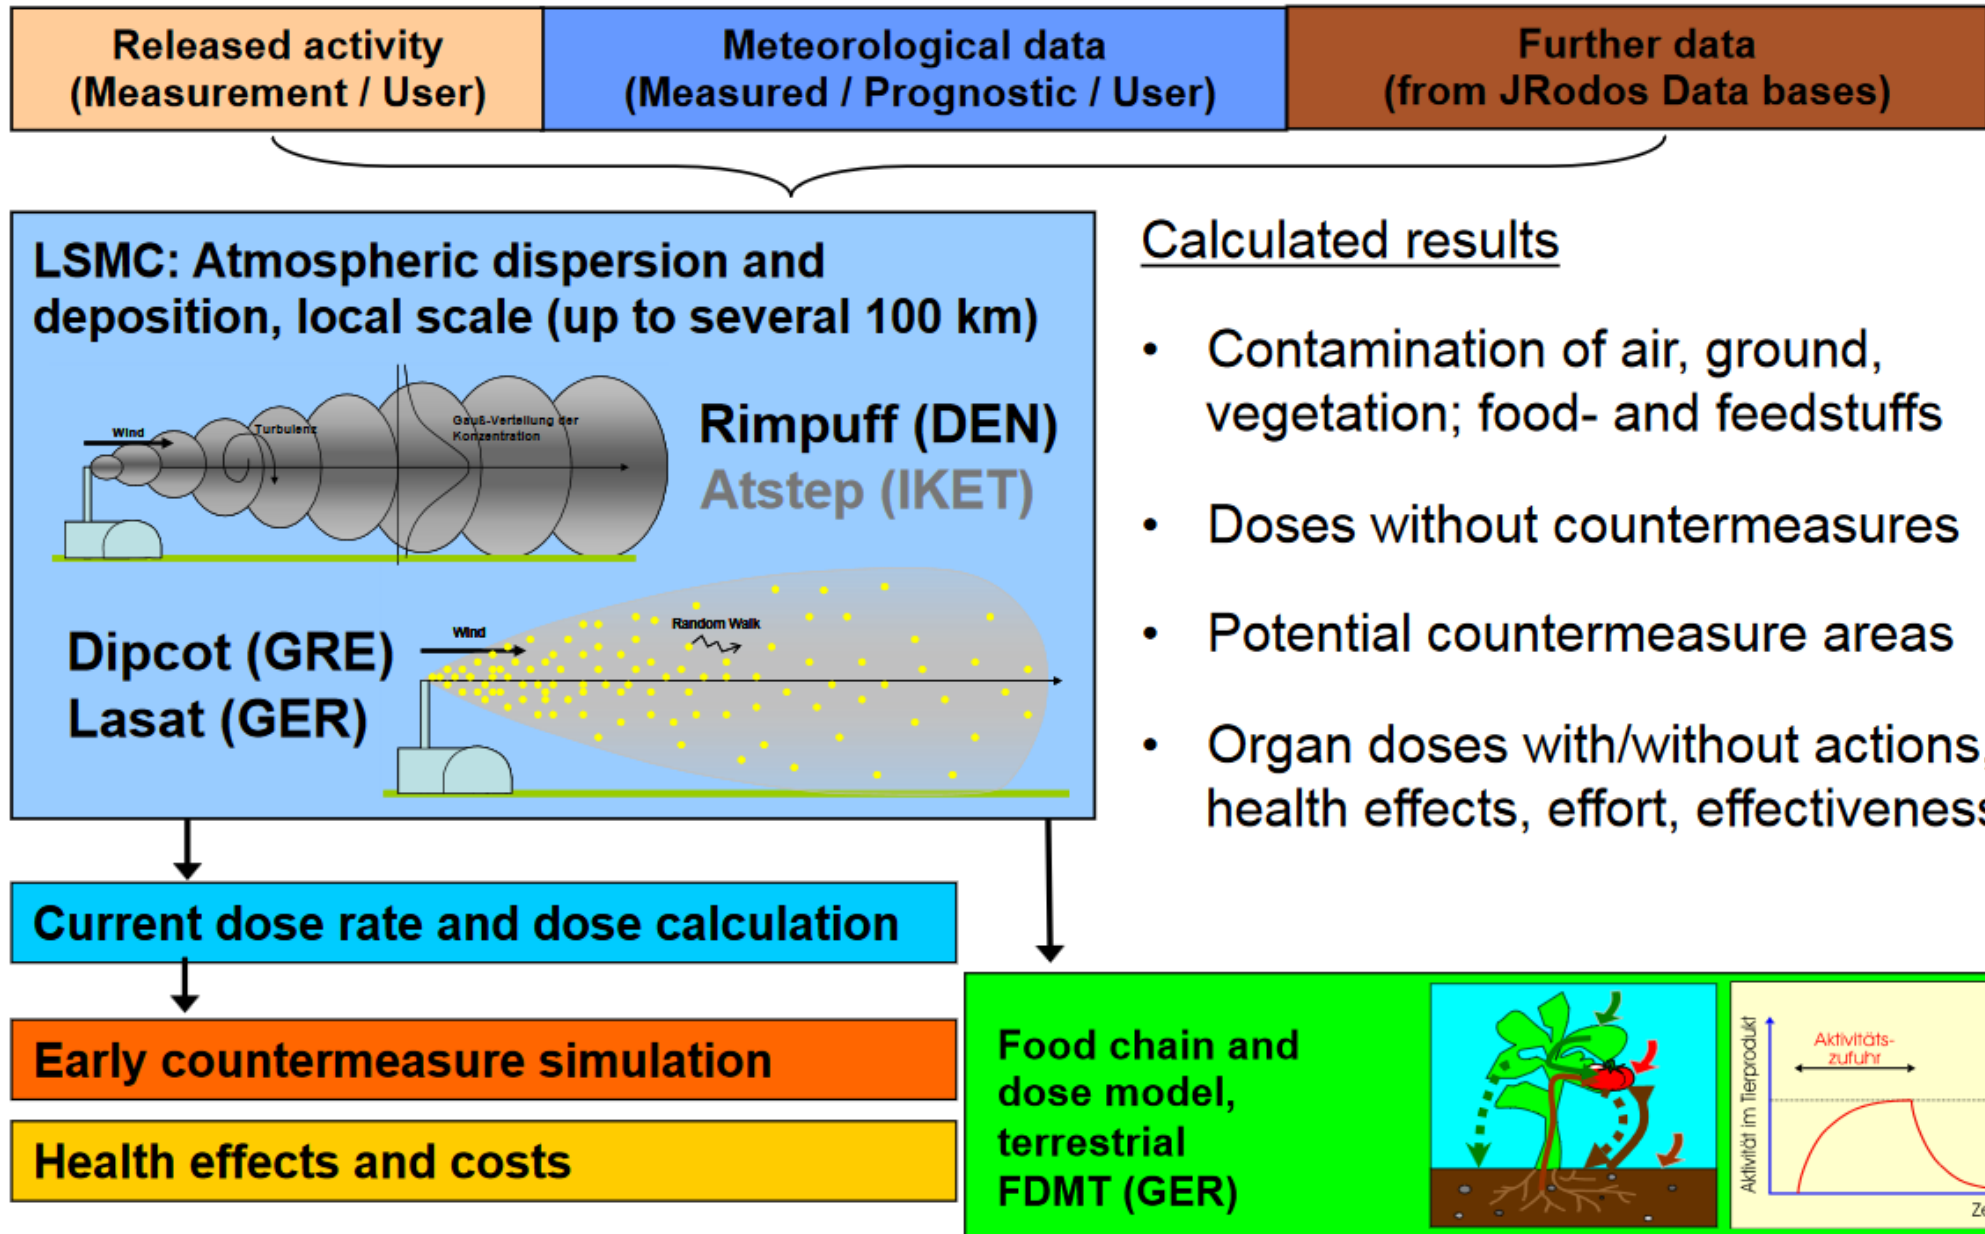 Released activity
(Measurement / User)
Meteorological data
(Measured / Prognostic / User)
Further data
(from JRodos Data bases)
LSMC: Atmospheric dispersion and
deposition, local scale (up to several 100 km)
Wind
Turbulenz
Gauß-Verteilung der
Konzentration
Rimpuff (DEN)
Atstep (IKET)
Dipcot (GRE)
Lasat (GER)
Wind
Random Walk
Calculated results
• Contamination of air, ground,
vegetation; food- and feedstuffs
• Doses without countermeasures
• Potential countermeasure areas
• Organ doses with/without actions,
health effects, effort, effectiveness
Current dose rate and dose calculation
Early countermeasure simulation
Health effects and costs
Food chain and
dose model,
terrestrial
FDMT (GER)
Aktivität im Tierprodukt
Aktivitäts-
zufuhr